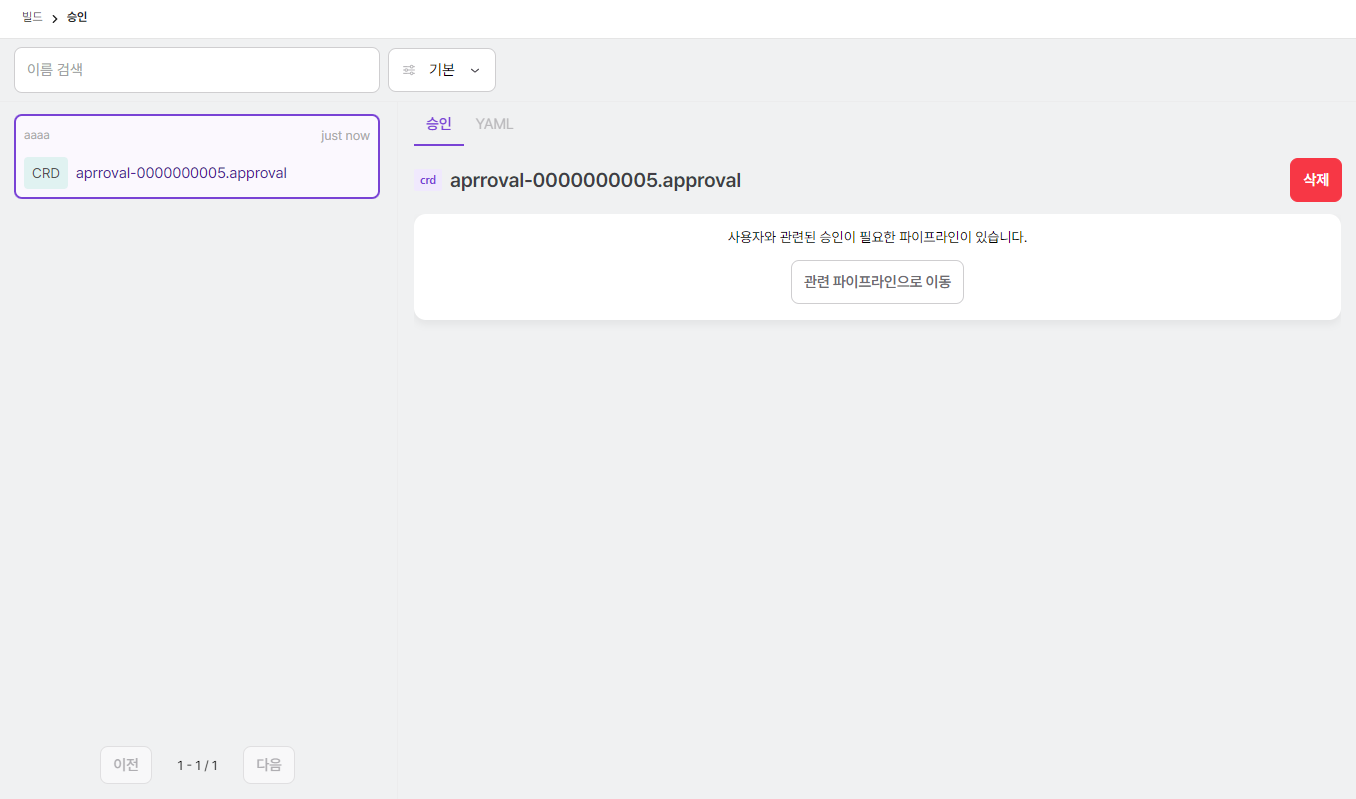 빌드 > 승인
이름 검색
기본
aaaa just now
CRD aprroval-0000000005.approval
이전 1 - 1 / 1 다음
승인 YAML
crd aprroval-0000000005.approval 삭제
사용자와 관련된 승인이 필요한 파이프라인이 있습니다.
관련 파이프라인으로 이동